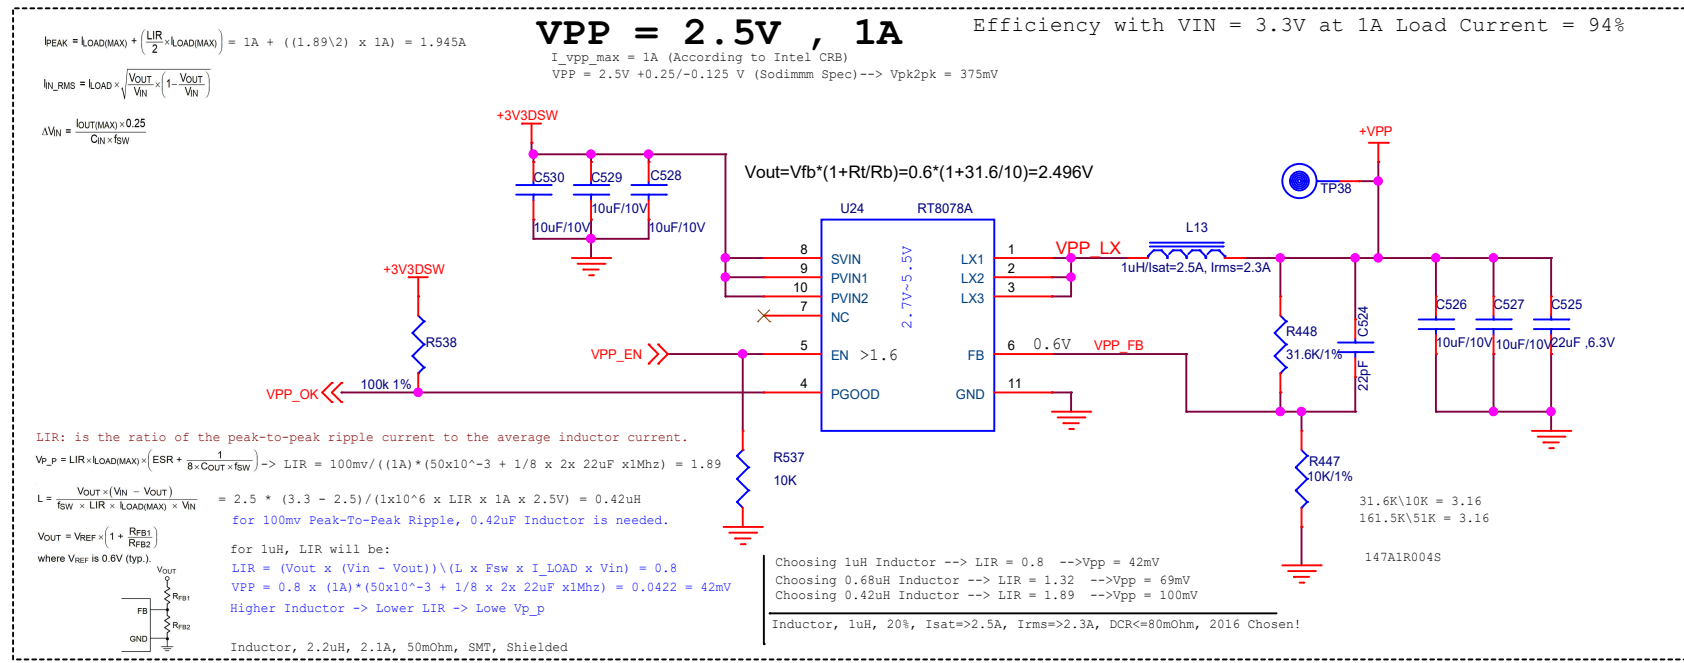 VPP = 2.5V , 1A
Efficiency with VIN = 3.3V at 1A Load Current = 94%
I_vpp_max = 1A (According to Intel CRB)
VPP = 2.5V +0.25/-0.125 V (Sodimmm Spec)--> Vpk2pk = 375mV
IPEAK = ILOAD(MAX) + (LIR/2 × ILOAD(MAX)) = 1A + ((1.89\2) x 1A) = 1.945A
IIN_RMS = ILOAD × √(VOUT/VIN × (1 − VOUT/VIN))
ΔVIN = IOUT(MAX) × 0.25 / CIN × fSW
+3V3DSW
C530
C529
C528
10uF/10V
10uF/10V
10uF/10V
Vout=Vfb*(1+Rt/Rb)=0.6*(1+31.6/10)=2.496V
+VPP
TP38
U24
RT8078A
2.7V~5.5V
8 SVIN
9 PVIN1
10 PVIN2
7 NC
5 EN >1.6
4 PGOOD
LX1 1
LX2 2
LX3 3
FB 6 0.6V
GND 11
VPP_LX
VPP_FB
L13
1uH/Isat=2.5A, Irms=2.3A
+3V3DSW
R538
100k 1%
VPP_EN
VPP_OK
R448
31.6K/1%
C524
22pF
C526
10uF/10V
C527
10uF/10V
C525
22uF ,6.3V
R537
10K
R447
10K/1%
31.6K\10K = 3.16
161.5K\51K = 3.16
147A1R004S
LIR: is the ratio of the peak-to-peak ripple current to the average inductor current.
VP_P = LIR × ILOAD(MAX) × (ESR + 1 / 8 × COUT × fSW) -> LIR = 100mv/((1A)*(50x10^-3 + 1/8 x 2x 22uF x1Mhz) = 1.89
L = VOUT × (VIN − VOUT) / fSW × LIR × ILOAD(MAX) × VIN = 2.5 * (3.3 - 2.5)/(1x10^6 x LIR x 1A x 2.5V) = 0.42uH
for 100mv Peak-To-Peak Ripple, 0.42uF Inductor is needed.
VOUT = VREF × (1 + RFB1/RFB2)
where VREF is 0.6V (typ.).
VOUT
RFB1
FB
RFB2
GND
for 1uH, LIR will be:
LIR = (Vout x (Vin - Vout))\(L x Fsw x I_LOAD x Vin) = 0.8
VPP = 0.8 x (1A)*(50x10^-3 + 1/8 x 2x 22uF x1Mhz) = 0.0422 = 42mV
Higher Inductor -> Lower LIR -> Lowe Vp_p
Inductor, 2.2uH, 2.1A, 50mOhm, SMT, Shielded
Choosing 1uH Inductor --> LIR = 0.8 -->Vpp = 42mV
Choosing 0.68uH Inductor --> LIR = 1.32 -->Vpp = 69mV
Choosing 0.42uH Inductor --> LIR = 1.89 -->Vpp = 100mV
Inductor, 1uH, 20%, Isat=>2.5A, Irms=>2.3A, DCR<=80mOhm, 2016 Chosen!